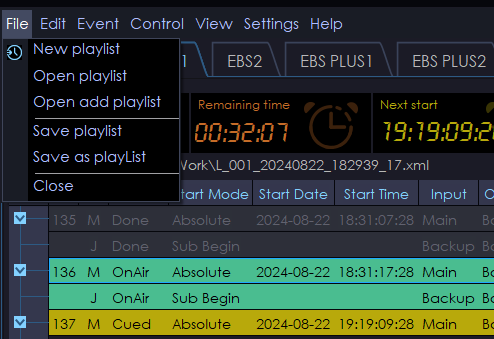 File Edit Event Control View Settings Help
New playlist
Open playlist
Open add playlist
Save playlist
Save as playList
Close
1 EBS2 EBS PLUS1 EBS PLUS2
Remaining time Next start
00:32:07 19:19:09:2
Work\L_001_20240822_182939_17.xml
Start Mode Start Date Start Time Input
135 M Done Absolute 2024-08-22 18:31:07:28 Main Ba
J Done Sub Begin Backup Ba
136 M OnAir Absolute 2024-08-22 18:31:17:28 Main Ba
J OnAir Sub Begin Backup Ba
137 M Cued Absolute 2024-08-22 19:19:09:28 Main Ba